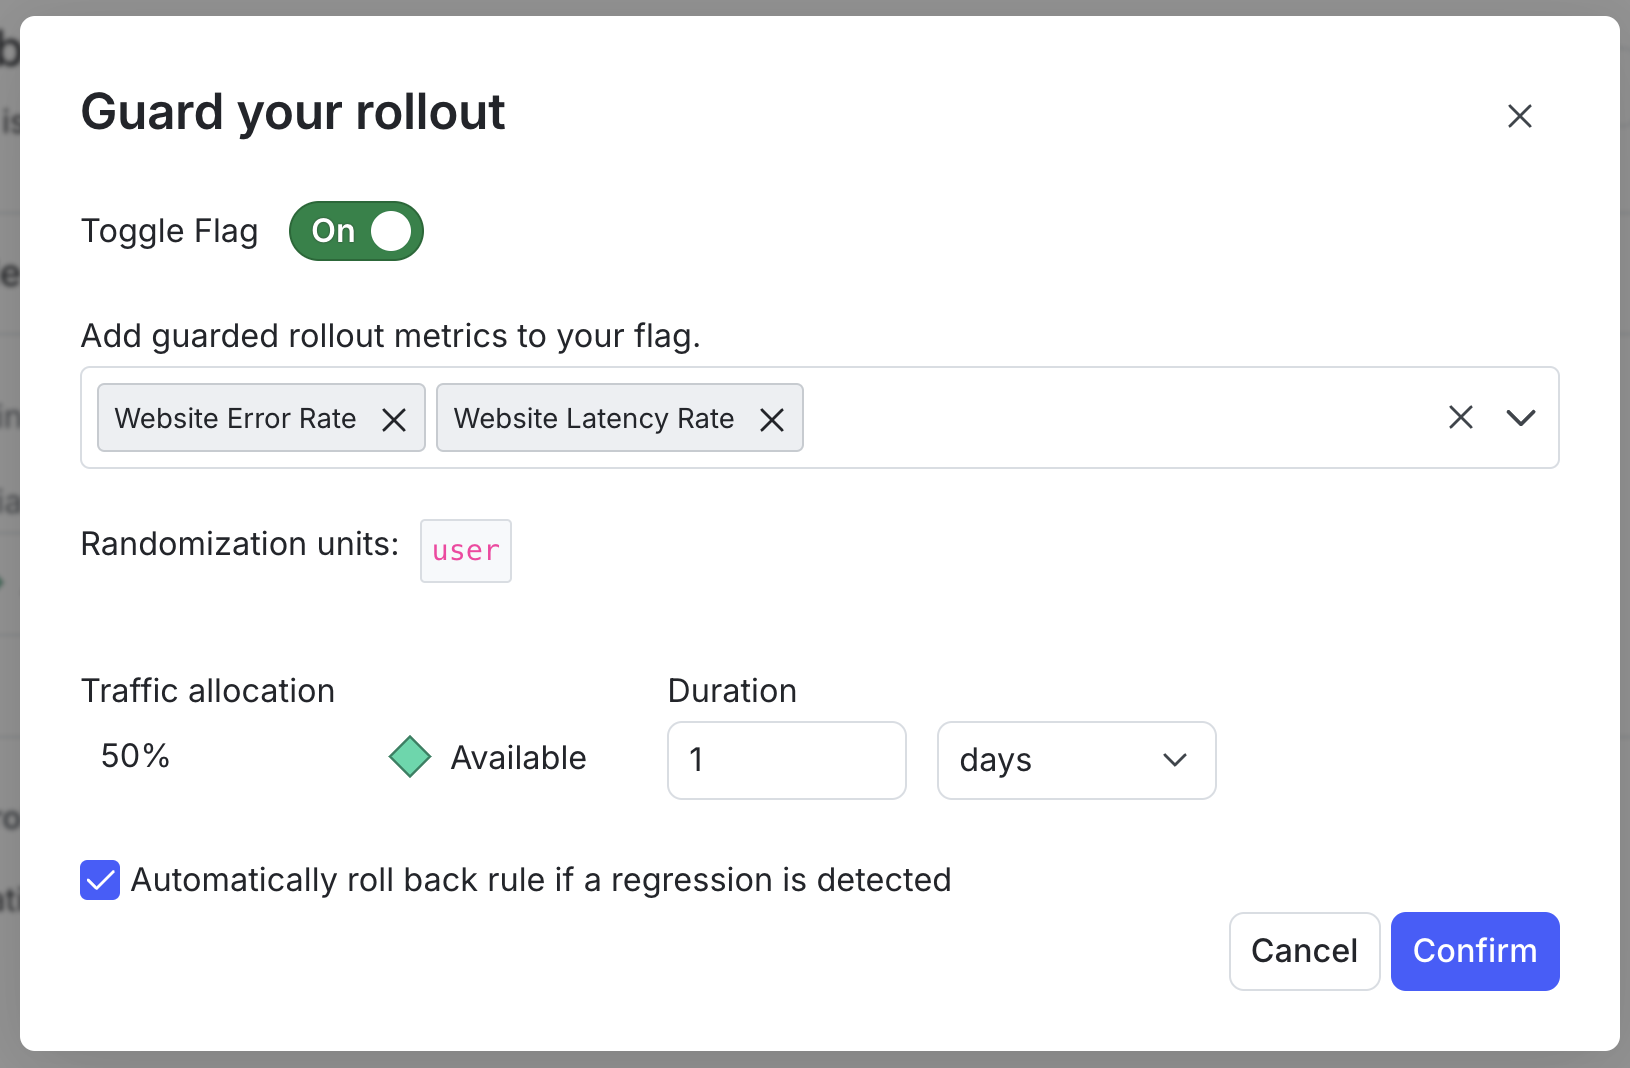 Guard your rollout
Toggle Flag On
Add guarded rollout metrics to your flag.
Website Error Rate Website Latency Rate
Randomization units: user
Traffic allocation Duration
50% Available 1 days
Automatically roll back rule if a regression is detected
Cancel Confirm